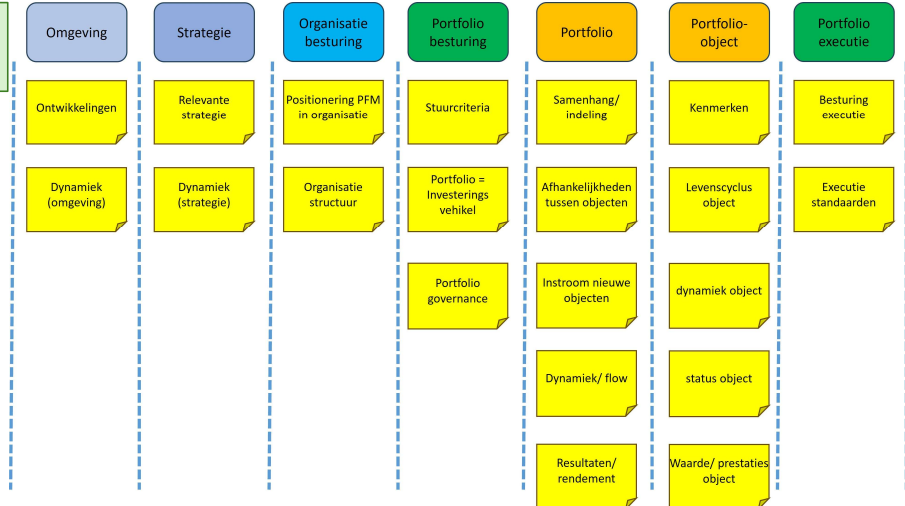 Omgeving
Strategie
Organisatie
besturing
Portfolio
besturing
Portfolio
Portfolio-
object
Portfolio
executie
Ontwikkelingen
Relevante
strategie
Positionering PFM
in organisatie
Stuurcriteria
Samenhang/
indeling
Kenmerken
Besturing
executie
Dynamiek
(omgeving)
Dynamiek
(strategie)
Organisatie
structuur
Portfolio =
Investerings
vehikel
Afhankelijkheden
tussen objecten
Levenscyclus
object
Executie
standaarden
Portfolio
governance
Instroom nieuwe
objecten
dynamiek object
Dynamiek/ flow
status object
Resultaten/
rendement
Waarde/ prestaties
object